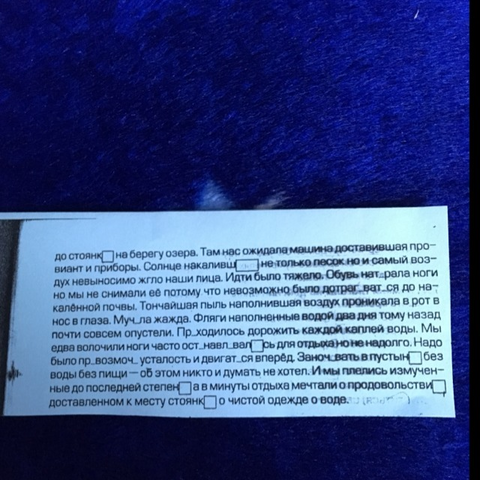 до стоянк□ на берегу озера. Там нас ожидала машина доставившая про-
виант и приборы. Солнце накаливш□ не только песок но и самый воз-
дух невыносимо жгло наши лица. Идти было тяжело. Обувь нат_рала ноги
но мы не снимали её потому что невозможно было дотраг_ват_ся до на-
калённой почвы. Тончайшая пыль наполнившая воздух проникала в рот в
нос в глаза. Муч_ла жажда. Фляги наполненные водой два дня тому назад
почти совсем опустели. Пр_ходилось дорожить каждой каплей воды. Мы
едва волочили ноги часто ост_навл_вал□сь для отдыха но не надолго. Надо
было пр_возмоч_ усталость и двигат_ся вперёд. Заноч_вать в пустын□ без
воды без пищи — об этом никто и думать не хотел. И мы плелись измучен-
ные до последней степен□ а в минуты отдыха мечтали о продовольстви□
доставленном к месту стоянк□ о чистой одежде о воде.